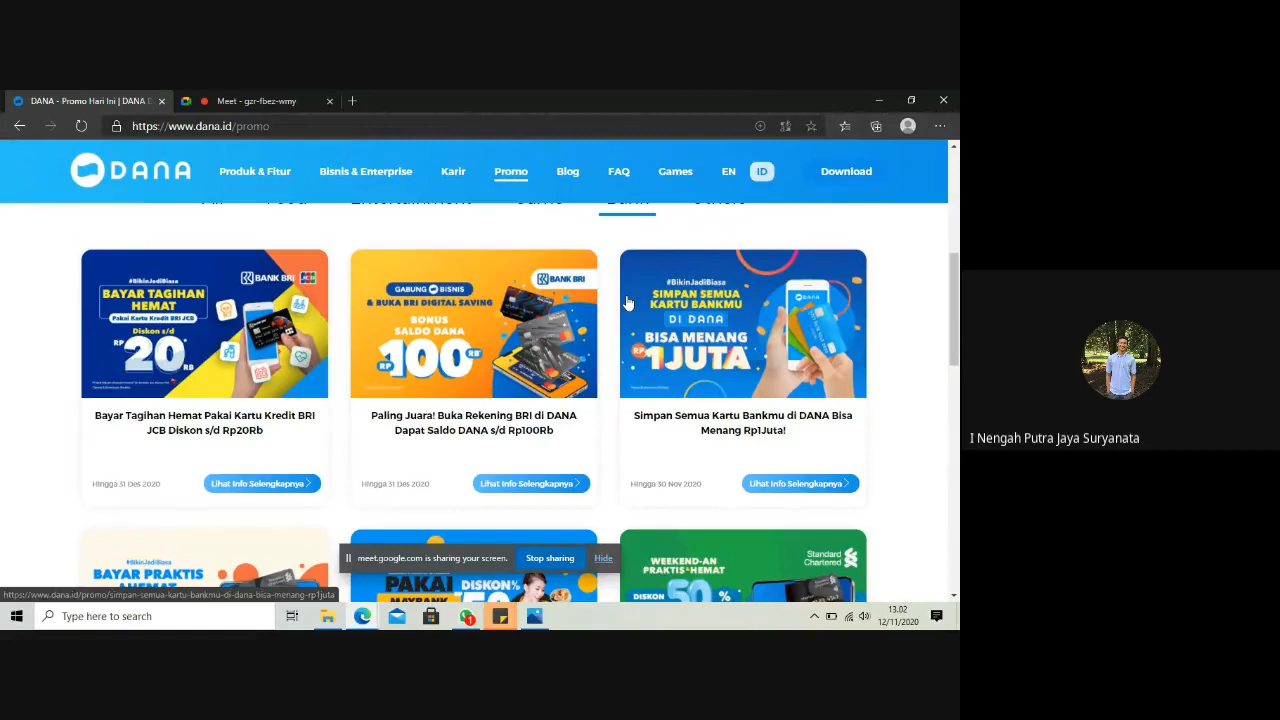 DANA - Promo Hari Ini | DANA D
Meet - gzr-fbez-wmy
https://www.dana.id/promo
DANA
Produk & Fitur
Bisnis & Enterprise
Karir
Promo
Blog
FAQ
Games
EN
ID
Download
#BikinJadiBiasa
BAYAR TAGIHAN
HEMAT
Pakai Kartu Kredit BRI JCB
Diskon s/d
RP 20 RB
BANK BRI
JCB
GABUNG BISNIS
& BUKA BRI DIGITAL SAVING
BONUS
SALDO DANA
RP 100 RB
BANK BRI
#BikinJadiBiasa
SIMPAN SEMUA
KARTU BANKMU
DI DANA
BISA MENANG
RP 1JUTA
DANA
Bayar Tagihan Hemat Pakai Kartu Kredit BRI
JCB Diskon s/d Rp20Rb
Paling Juara! Buka Rekening BRI di DANA
Dapat Saldo DANA s/d Rp100Rb
Simpan Semua Kartu Bankmu di DANA Bisa
Menang Rp1Juta!
Hingga 31 Des 2020
Lihat Info Selengkapnya
Hingga 31 Des 2020
Lihat Info Selengkapnya
Hingga 30 Nov 2020
Lihat Info Selengkapnya
#BikinJadiBiasa
BAYAR PRAKTIS
PAKAI
MAYBANK
DISKON%
WEEKEND-AN
PRAKTIS HEMAT
DISKON 50%
Standard
Chartered
meet.google.com is sharing your screen.
Stop sharing
Hide
https://www.dana.id/promo/simpan-semua-kartu-bankmu-di-dana-bisa-menang-rp1juta
Type here to search
1
13.02
12/11/2020
I Nengah Putra Jaya Suryanata